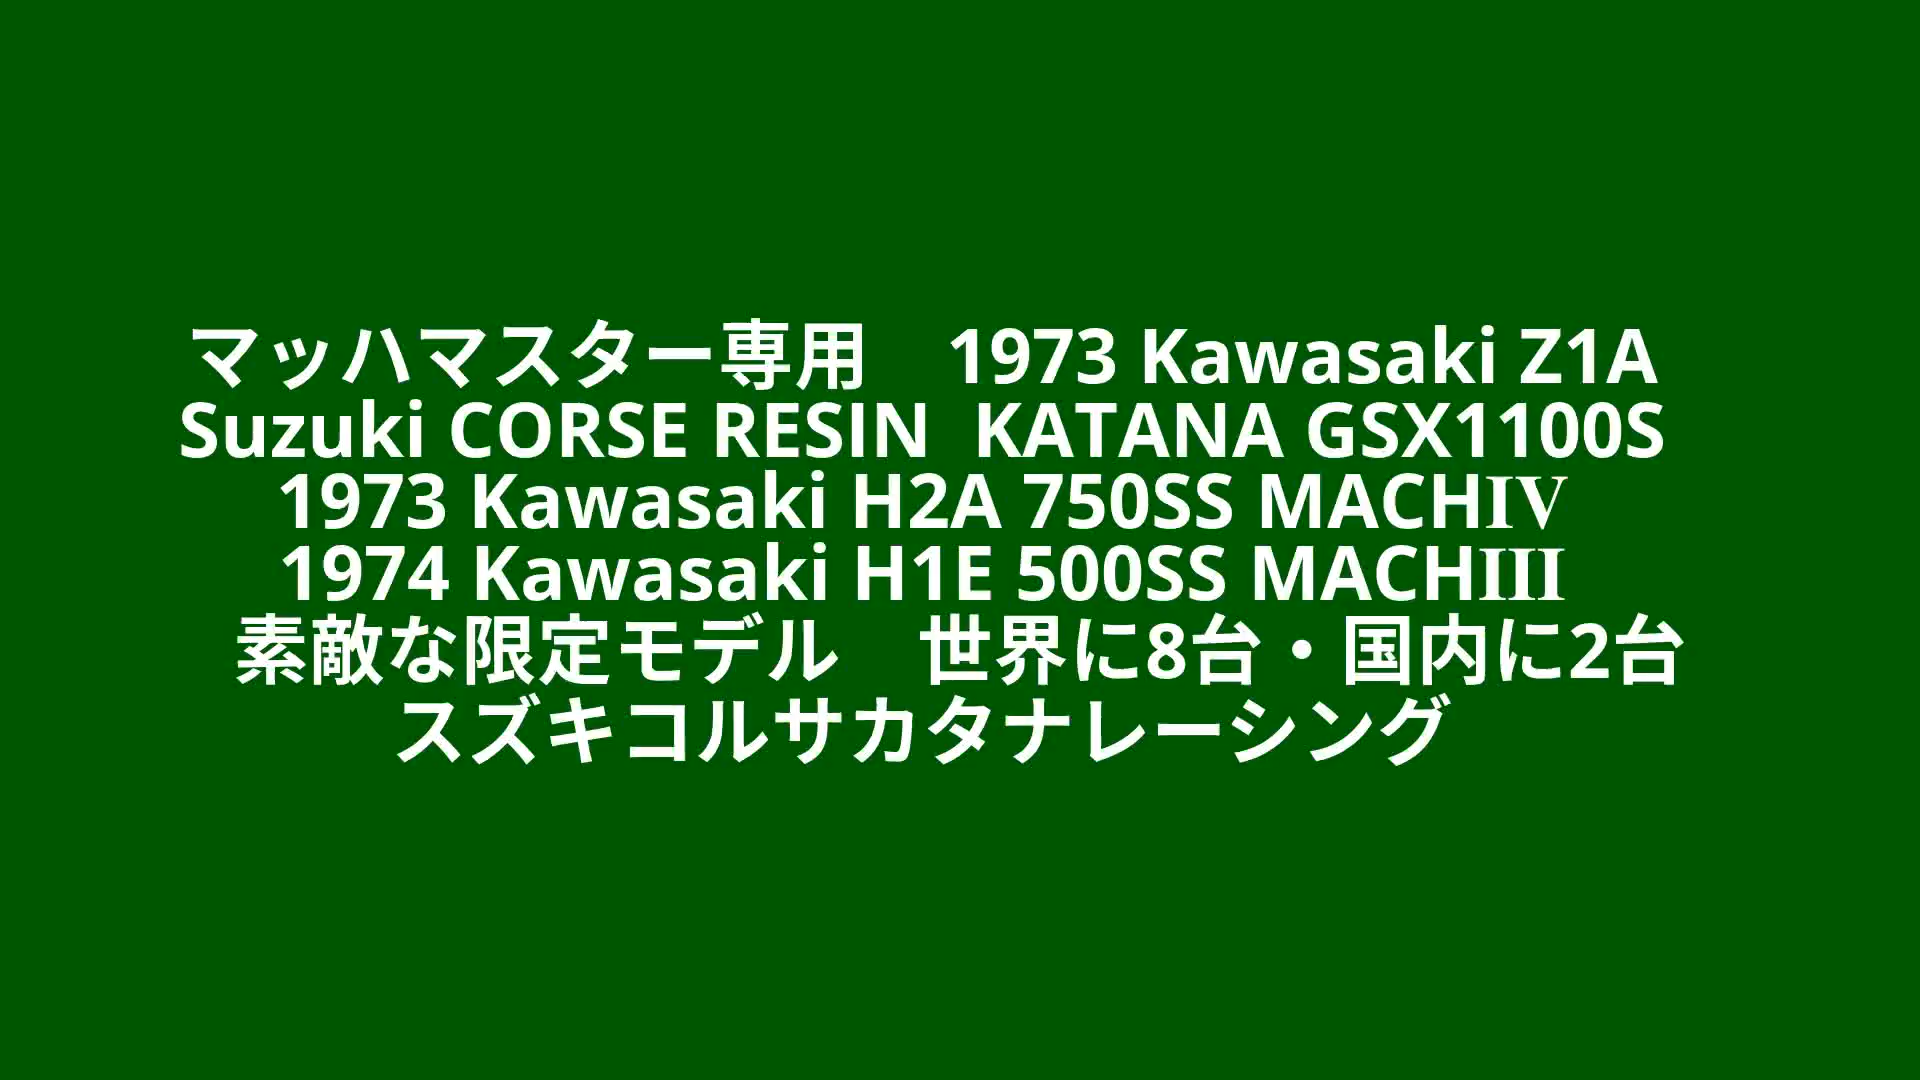 マッハマスター専用　1973 Kawasaki Z1A
Suzuki CORSE RESIN  KATANA GSX1100S
1973 Kawasaki H2A 750SS MACHⅣ
1974 Kawasaki H1E 500SS MACHⅢ
素敵な限定モデル　世界に8台・国内に2台
スズキコルサカタナレーシング